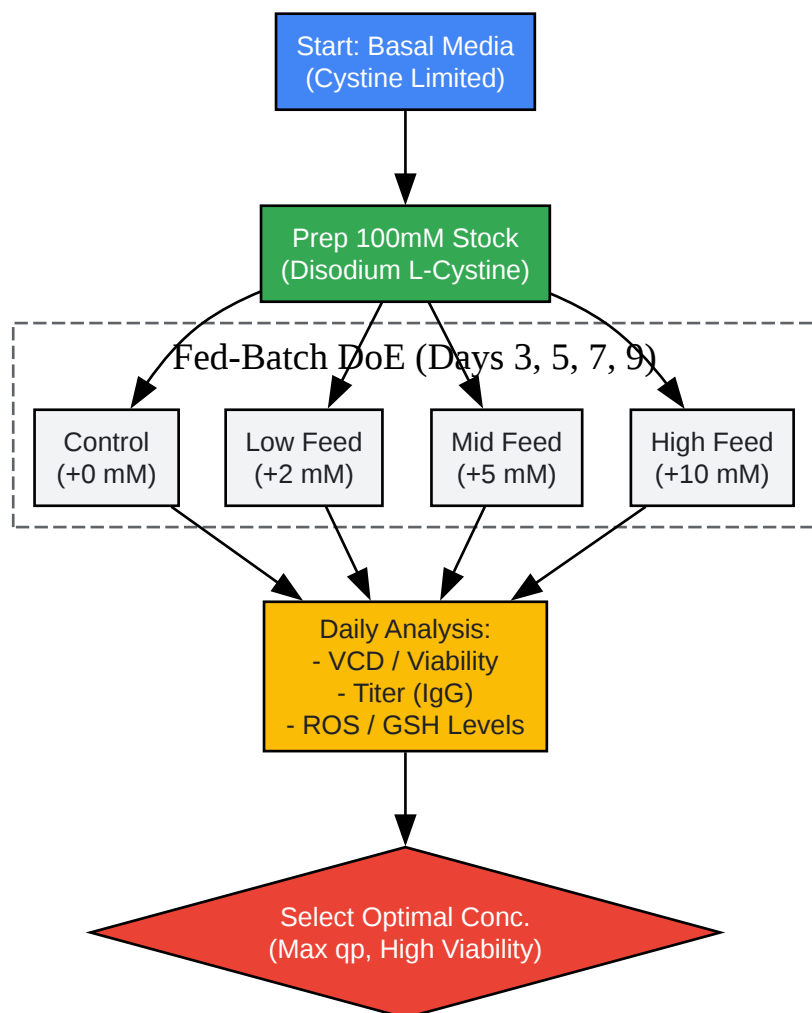 Start: Basal Media
(Cystine Limited)
Prep 100mM Stock
(Disodium L-Cystine)
Fed-Batch DoE (Days 3, 5, 7, 9)
Control
(+0 mM)
Low Feed
(+2 mM)
Mid Feed
(+5 mM)
High Feed
(+10 mM)
Daily Analysis:
- VCD / Viability
- Titer (IgG)
- ROS / GSH Levels
Select Optimal Conc.
(Max qp, High Viability)